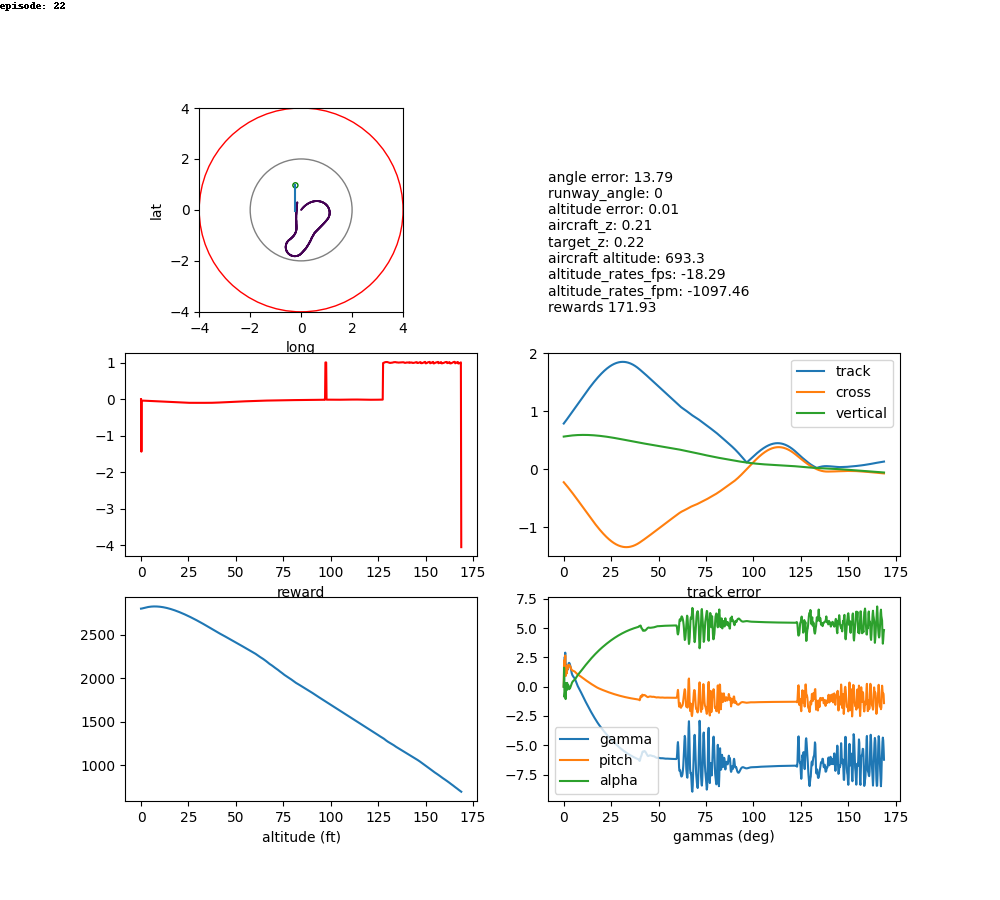 episode: 22
4
2
0
−2
−4
lat
−4 −2 0 2 4
long
angle error: 13.79
runway_angle: 0
altitude error: 0.01
aircraft_z: 0.21
target_z: 0.22
aircraft altitude: 693.3
altitude_rates_fps: -18.29
altitude_rates_fpm: -1097.46
rewards 171.93
1
0
−1
−2
−3
−4
0 25 50 75 100 125 150 175
reward
2
1
0
−1
track
cross
vertical
0 25 50 75 100 125 150 175
track error
2500
2000
1500
1000
0 25 50 75 100 125 150 175
altitude (ft)
7.5
5.0
2.5
0.0
−2.5
−5.0
−7.5
gamma
pitch
alpha
0 25 50 75 100 125 150 175
gammas (deg)